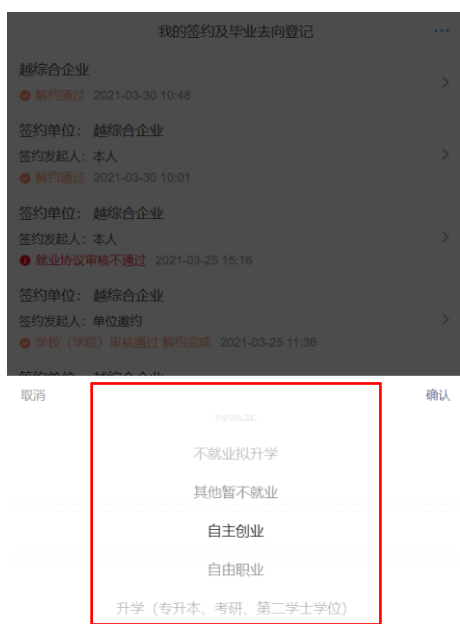 我的签约及毕业去向登记
越综合企业
解约通过 2021-03-30 10:48
签约单位： 越综合企业
签约发起人：本人
解约通过 2021-03-30 10:01
签约单位： 越综合企业
签约发起人：本人
就业协议审核不通过 2021-03-25 15:16
签约单位： 越综合企业
签约发起人：单位邀约
学校（学院）审核通过 解约完成 2021-03-25 11:36
取消
确认
不就业拟升学
其他暂不就业
自主创业
自由职业
升学（专升本、考研、第二学士学位）